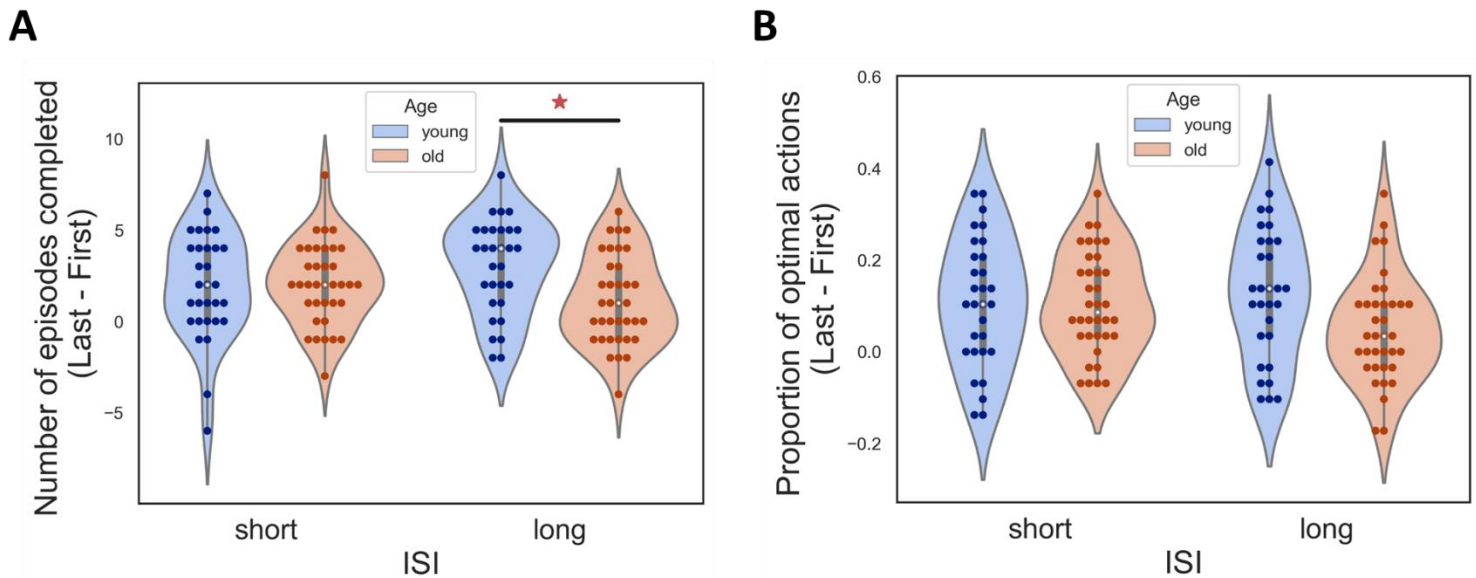 A
Number of episodes completed
(Last - First)
10
5
0
−5
Age
young
old
short
long
ISI
B
Proportion of optimal actions
(Last - First)
0.6
0.4
0.2
0.0
−0.2
Age
young
old
short
long
ISI